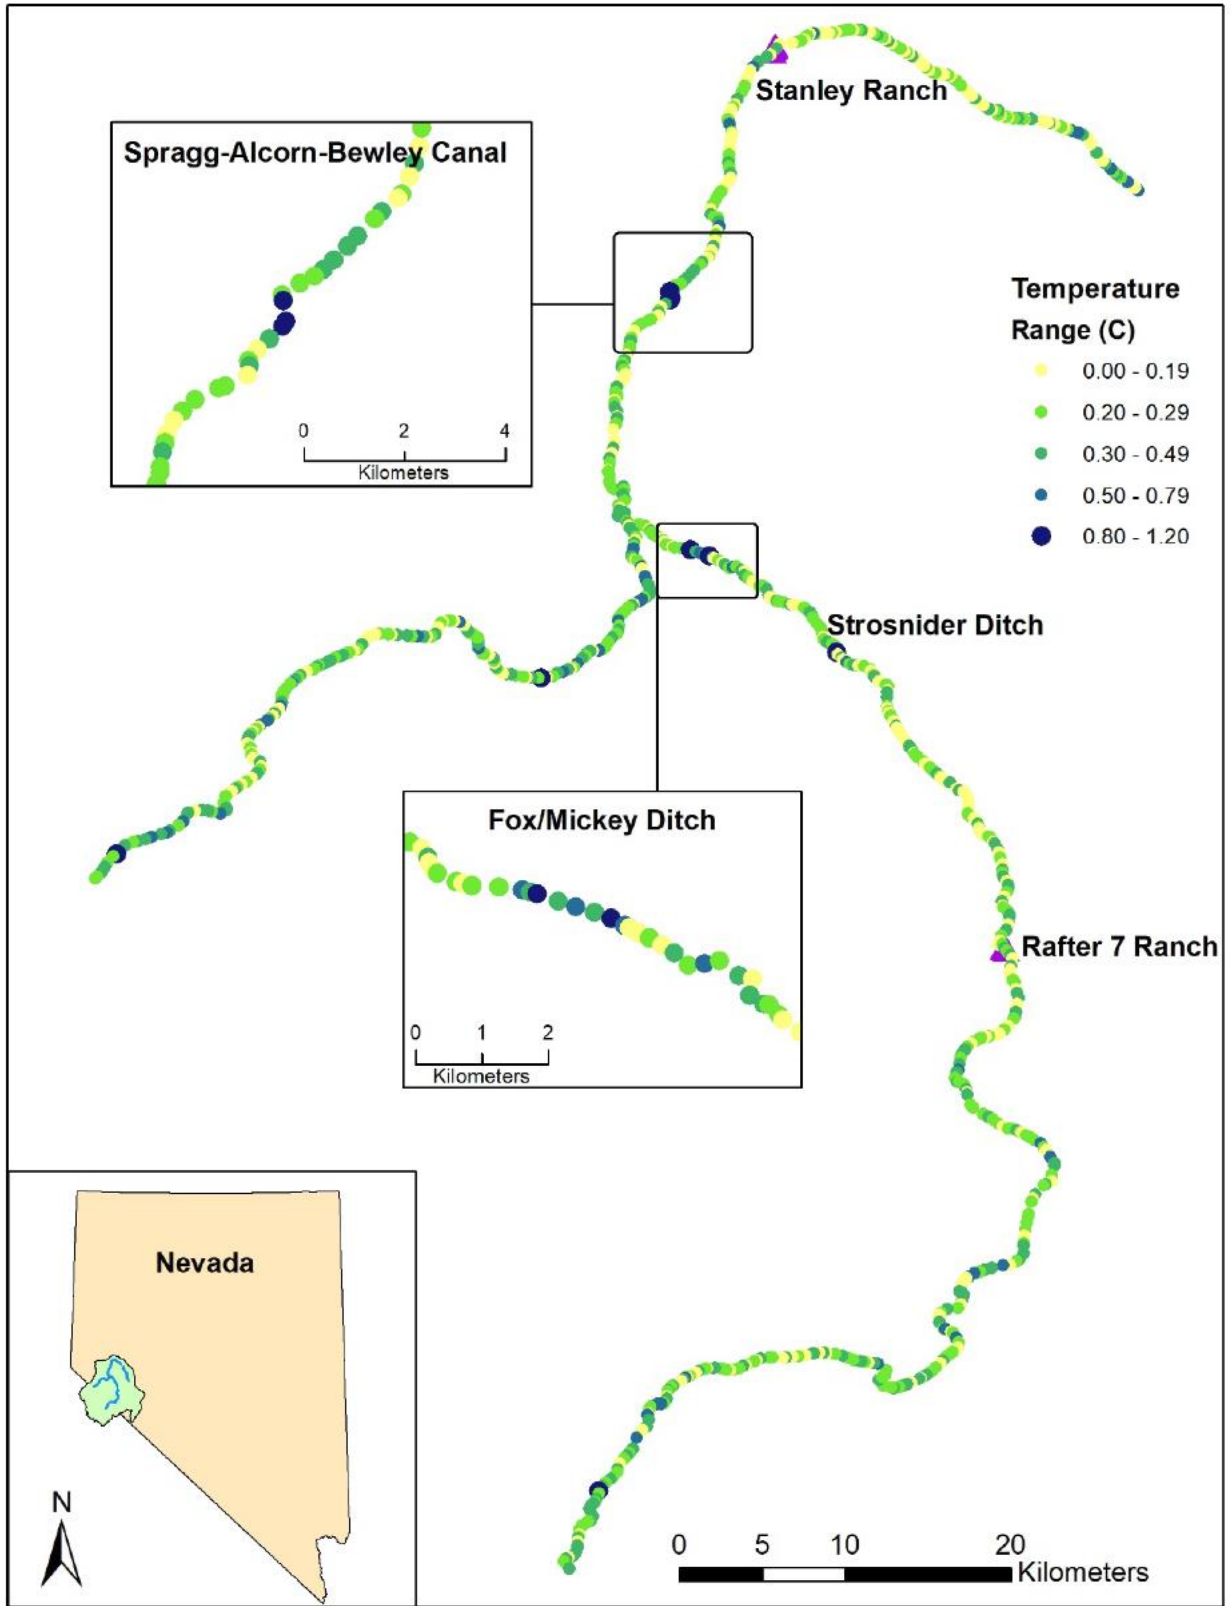 Stanley Ranch
Spragg-Alcorn-Bewley Canal
0 2 4
Kilometers
Temperature
Range (C)
0.00 - 0.19
0.20 - 0.29
0.30 - 0.49
0.50 - 0.79
0.80 - 1.20
Strosnider Ditch
Fox/Mickey Ditch
0 1 2
Kilometers
Rafter 7 Ranch
Nevada
N
0 5 10 20
Kilometers